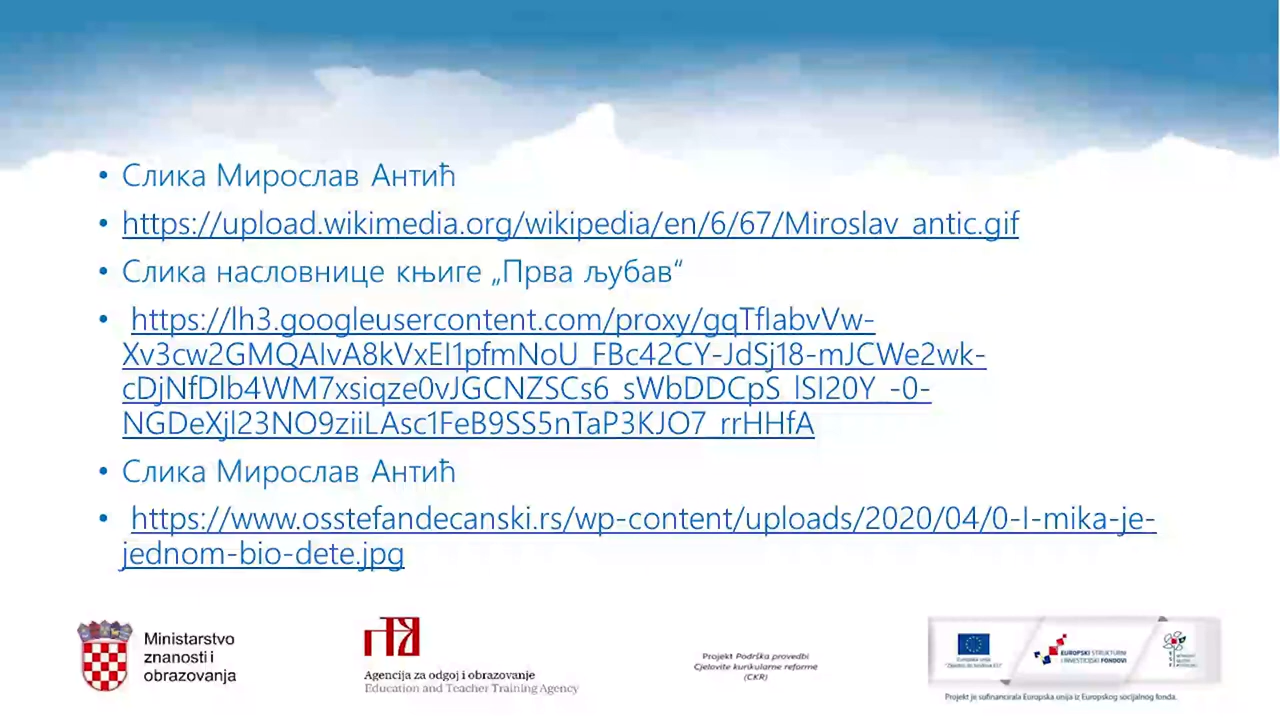 • Слика Мирослав Антић
• https://upload.wikimedia.org/wikipedia/en/6/67/Miroslav_antic.gif
• Слика насловнице књиге „Прва љубав“
• https://lh3.googleusercontent.com/proxy/gqTfIabvVw-
Xv3cw2GMQAIvA8kVxEI1pfmNoU_FBc42CY-JdSj18-mJCWe2wk-
cDjNfDlb4WM7xsiqze0vJGCNZSCs6_sWbDDCpS_lSI20Y_-0-
NGDeXjl23NO9ziiLAsc1FeB9SS5nTaP3KJO7_rrHHfA
• Слика Мирослав Антић
• https://www.osstefandecanski.rs/wp-content/uploads/2020/04/0-I-mika-je-
jednom-bio-dete.jpg
Ministarstvo
znanosti i
obrazovanja
Agencija za odgoj i obrazovanje
Education and Teacher Training Agency
Projekt Podrška provedbi
Cjelovite kurikularne reforme
(CKR)
Europska unija
EUROPSKI STRUKTURNI
I INVESTICIJSKI FONDOVI
Projekt je sufinancirala Europska unija iz Europskog socijalnog fonda.